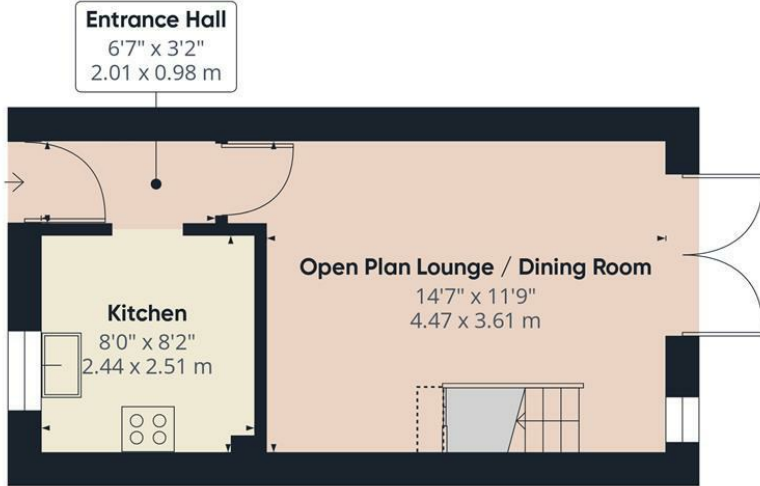 Entrance Hall
6'7" x 3'2"
2.01 x 0.98 m
Open Plan Lounge / Dining Room
14'7" x 11'9"
4.47 x 3.61 m
Kitchen
8'0" x 8'2"
2.44 x 2.51 m